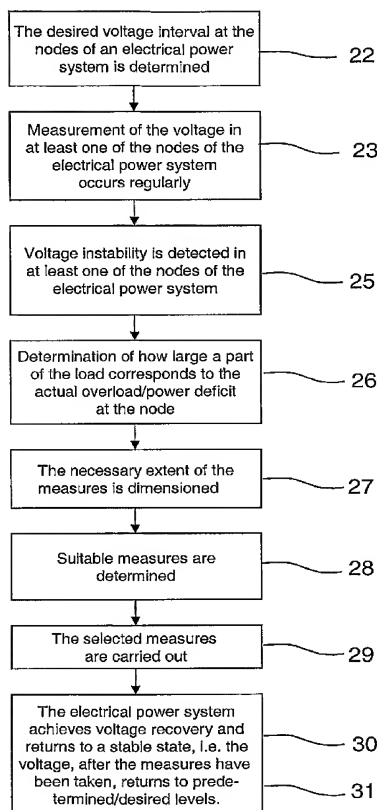 The desired voltage interval at the
nodes of an electrical power
system is determined
22
Measurement of the voltage in
at least one of the nodes of the
electrical power system
occurs regularly
23
Voltage instability is detected in
at least one of the nodes of the
electrical power system
25
Determination of how large a part
of the load corresponds to the
actual overload/power deficit
at the node
26
The necessary extent of the
measures is dimensioned
27
Suitable measures are
determined
28
The selected measures
are carried out
29
The electrical power system
achieves voltage recovery and
returns to a stable state, i.e. the
voltage, after the measures have
been taken, returns to prede-
termined/desired levels.
30
31